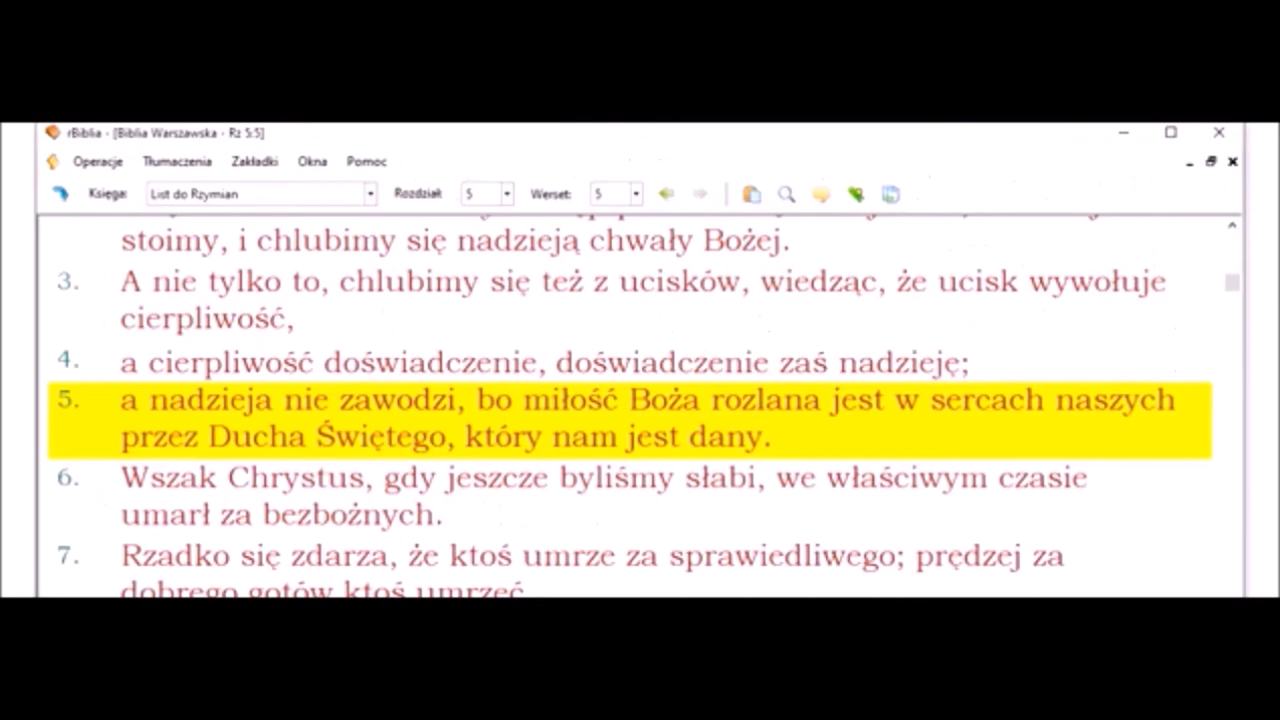 rBiblia - [Biblia Warszawska - Rz 5:5]
Operacje Tłumaczenia Zakładki Okna Pomoc
Księga: List do Rzymian Rozdział: 5 Werset: 5
stoimy, i chlubimy się nadzieją chwały Bożej.
3. A nie tylko to, chlubimy się też z ucisków, wiedząc, że ucisk wywołuje
cierpliwość,
4. a cierpliwość doświadczenie, doświadczenie zaś nadzieję;
5. a nadzieja nie zawodzi, bo miłość Boża rozlana jest w sercach naszych
przez Ducha Świętego, który nam jest dany.
6. Wszak Chrystus, gdy jeszcze byliśmy słabi, we właściwym czasie
umarł za bezbożnych.
7. Rzadko się zdarza, że ktoś umrze za sprawiedliwego; prędzej za
dobrego gotów ktoś umrzeć